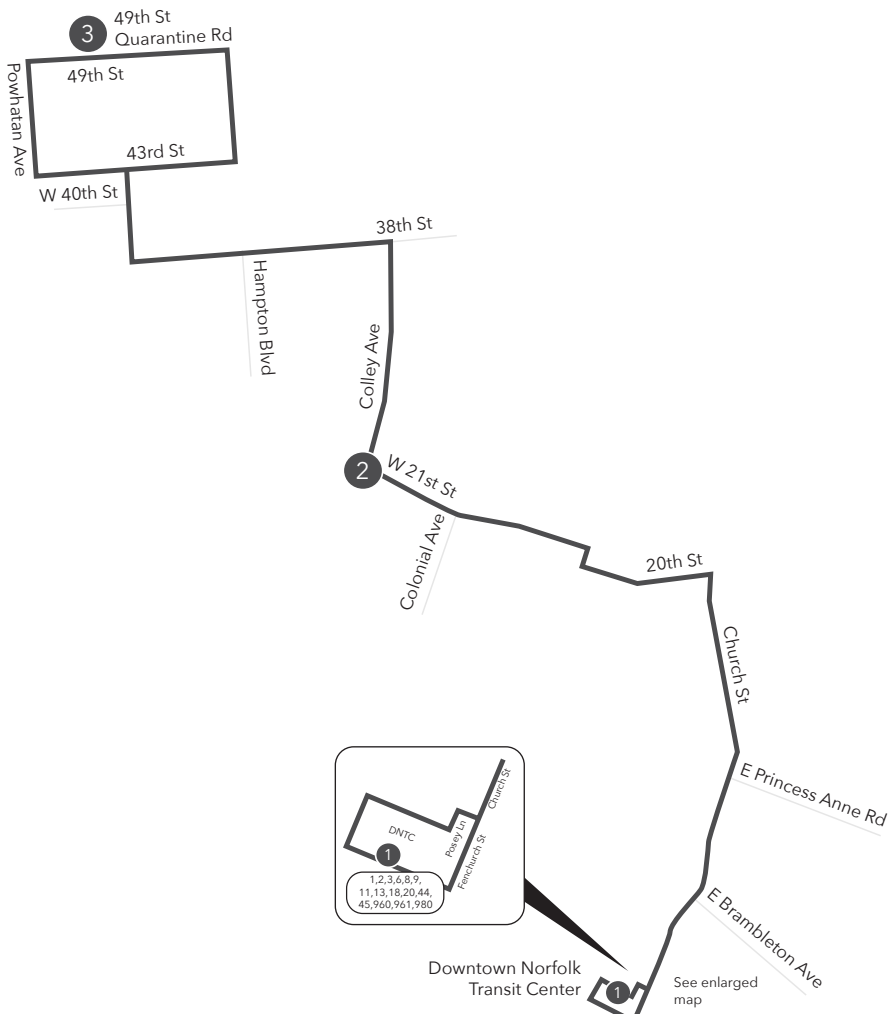 3
49th St
Quarantine Rd
49th St
Powhatan Ave
43rd St
W 40th St
38th St
Hampton Blvd
Colley Ave
2
W 21st St
Colonial Ave
20th St
Church St
E Princess Anne Rd
Church St
DNTC
Posey Ln
Fenchurch St
1
1,2,3,6,8,9,
11,13,18,20,44,
45,960,961,980
E Brambleton Ave
Downtown Norfolk
Transit Center
1
See enlarged
map